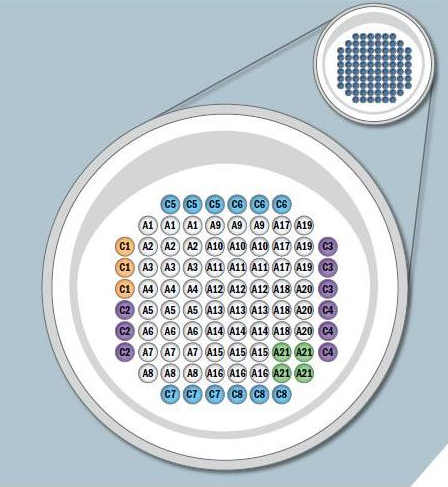 C5 C5 C5 C6 C6 C6
A1 A1 A1 A9 A9 A9 A17 A19
C1 A2 A2 A2 A10 A10 A10 A17 A19 C3
C1 A3 A3 A3 A11 A11 A11 A17 A19 C3
C1 A4 A4 A4 A12 A12 A12 A18 A20 C3
C2 A5 A5 A5 A13 A13 A13 A18 A20 C4
C2 A6 A6 A6 A14 A14 A14 A18 A20 C4
C2 A7 A7 A7 A15 A15 A15 A21 A21 C4
A8 A8 A8 A16 A16 A16 A21 A21
C7 C7 C7 C8 C8 C8